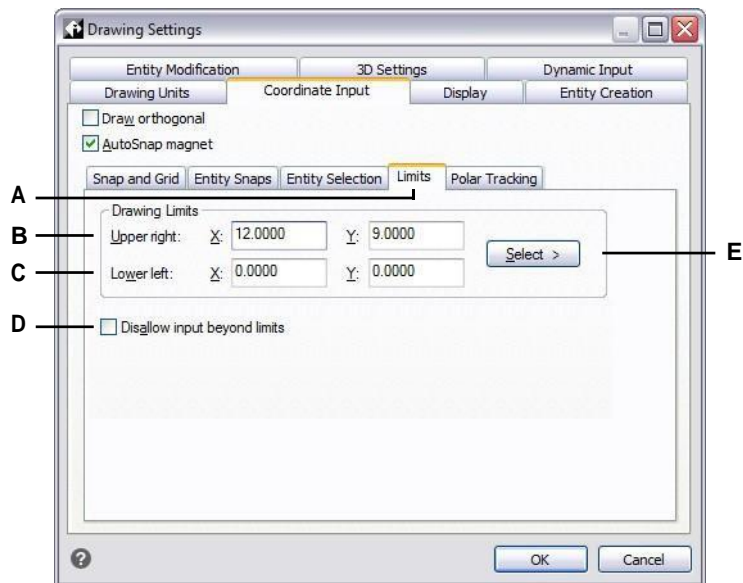 Drawing Settings
Entity Modification 3D Settings Dynamic Input
Drawing Units Coordinate Input Display Entity Creation
Draw orthogonal
AutoSnap magnet
Snap and Grid Entity Snaps Entity Selection Limits Polar Tracking
A
Drawing Limits
B Upper right: X: 12.0000 Y: 9.0000
Select > E
C Lower left: X: 0.0000 Y: 0.0000
D Disallow input beyond limits
? OK Cancel